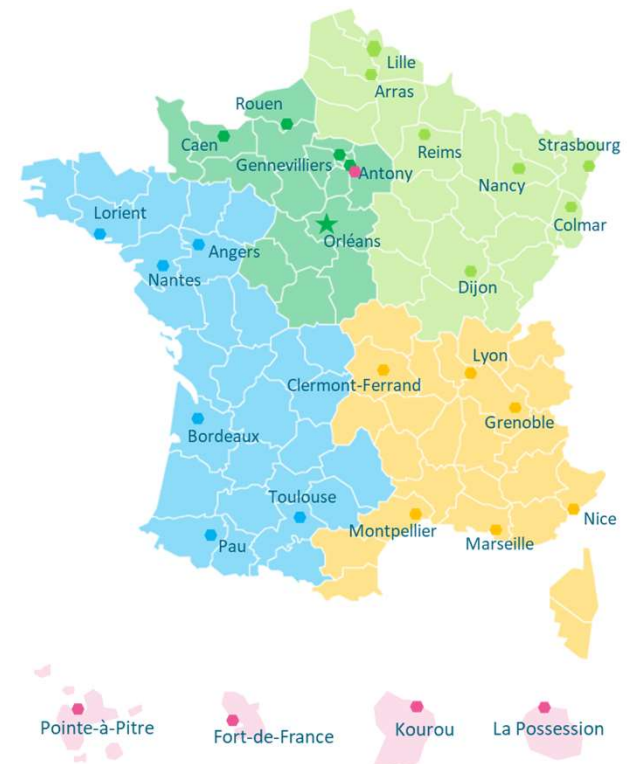 Lille
Arras
Rouen
Caen
Gennevilliers
Antony
Reims
Strasbourg
Nancy
Colmar
Lorient
Angers
Nantes
Orléans
Dijon
Lyon
Clermont-Ferrand
Grenoble
Bordeaux
Toulouse
Montpellier
Nice
Marseille
Pau
Pointe-à-Pitre
Fort-de-France
Kourou
La Possession